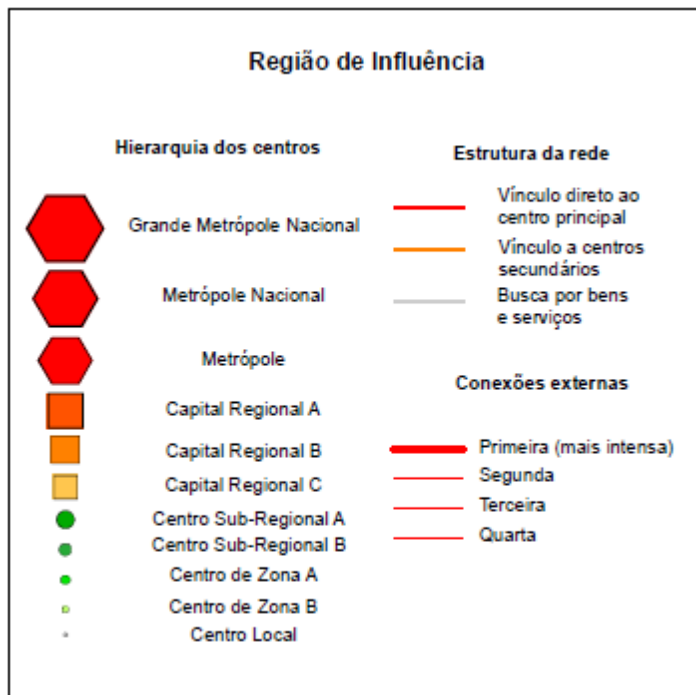 Região de Influência
Hierarquia dos centros
Grande Metrópole Nacional
Metrópole Nacional
Metrópole
Capital Regional A
Capital Regional B
Capital Regional C
Centro Sub-Regional A
Centro Sub-Regional B
Centro de Zona A
Centro de Zona B
Centro Local
Estrutura da rede
Vínculo direto ao
centro principal
Vínculo a centros
secundários
Busca por bens
e serviços
Conexões externas
Primeira (mais intensa)
Segunda
Terceira
Quarta